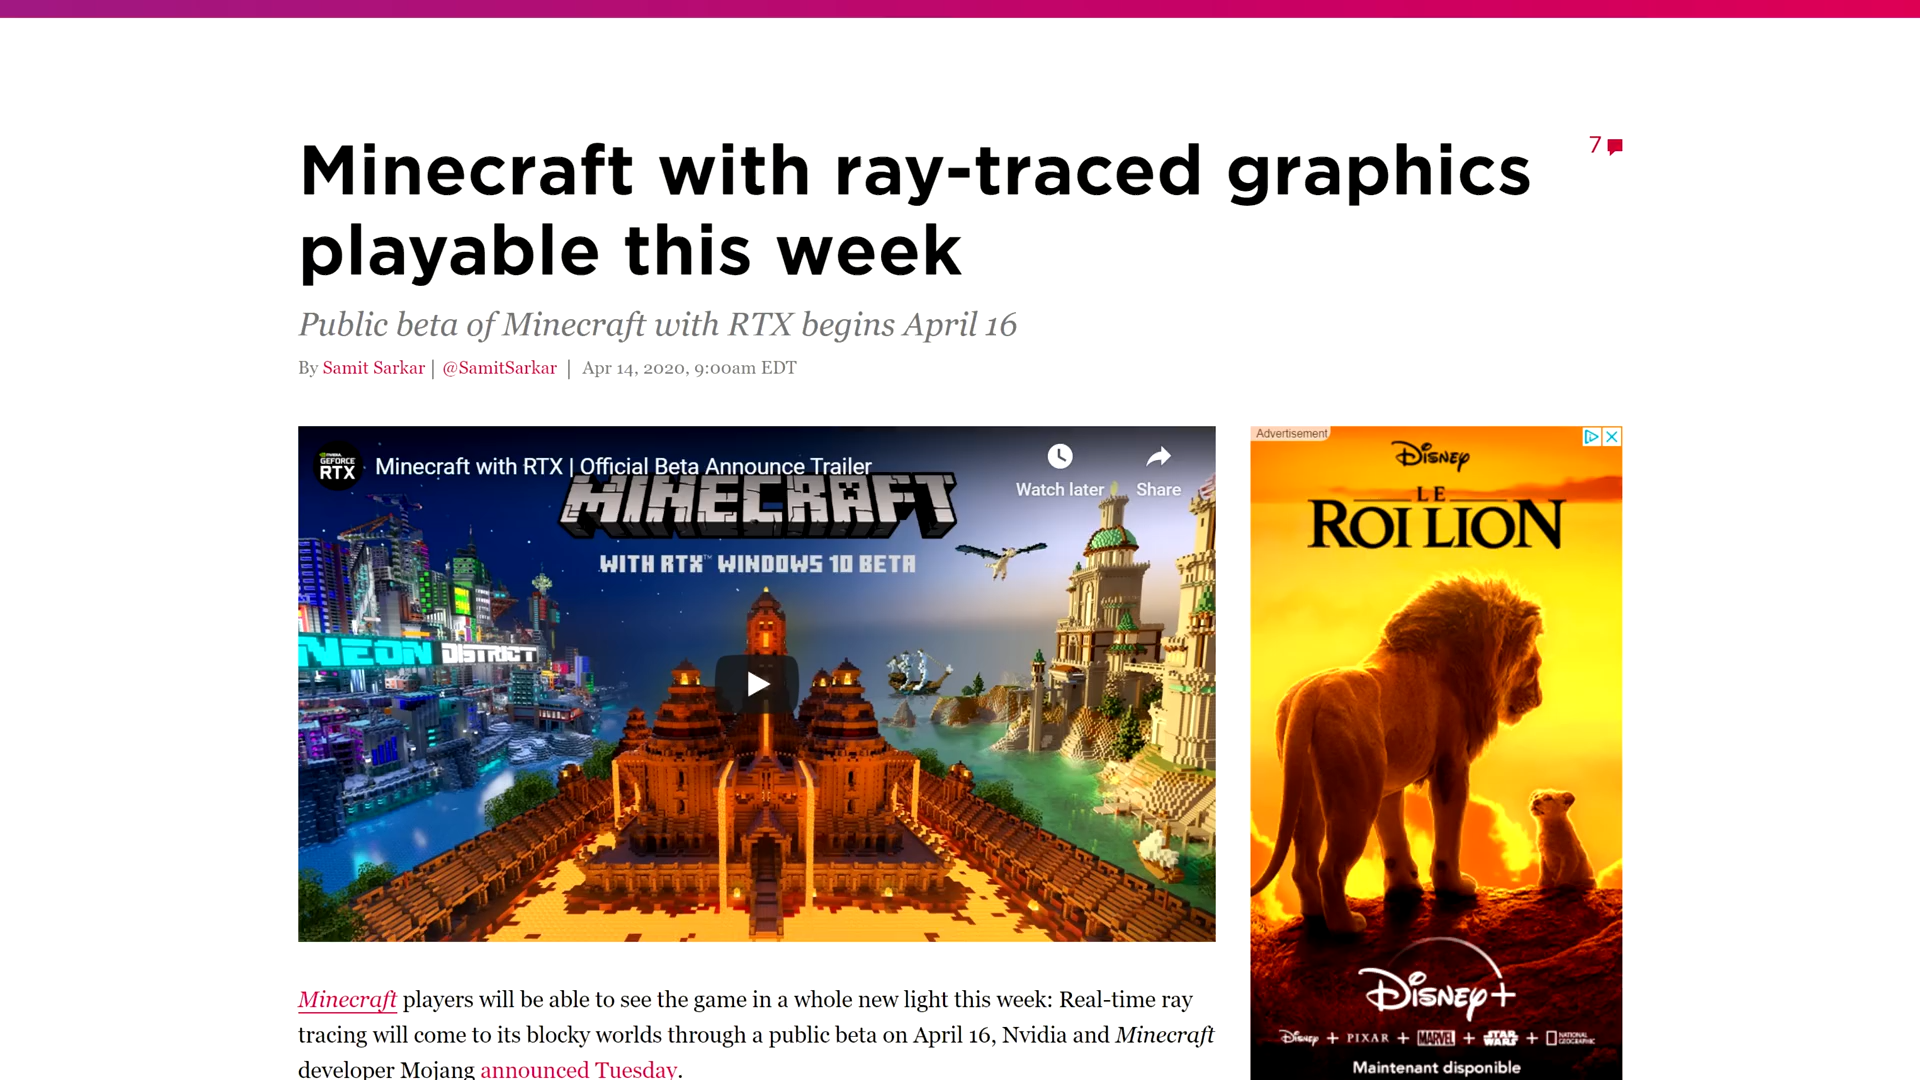 Minecraft with ray-traced graphics
playable this week
7
Public beta of Minecraft with RTX begins April 16
By Samit Sarkar | @SamitSarkar | Apr 14, 2020, 9:00am EDT
NVIDIA
GEFORCE
RTX
Minecraft with RTX | Official Beta Announce Trailer
Watch later
Share
MINECRAFT
WITH RTX™ WINDOWS 10 BETA
NEON DISTRICT
Advertisement
Disney
LE
ROI LION
Disney+
Disney + PIXAR + MARVEL + STAR WARS + NATIONAL GEOGRAPHIC
Maintenant disponible
Minecraft players will be able to see the game in a whole new light this week: Real-time ray
tracing will come to its blocky worlds through a public beta on April 16, Nvidia and Minecraft
developer Mojang announced Tuesday.